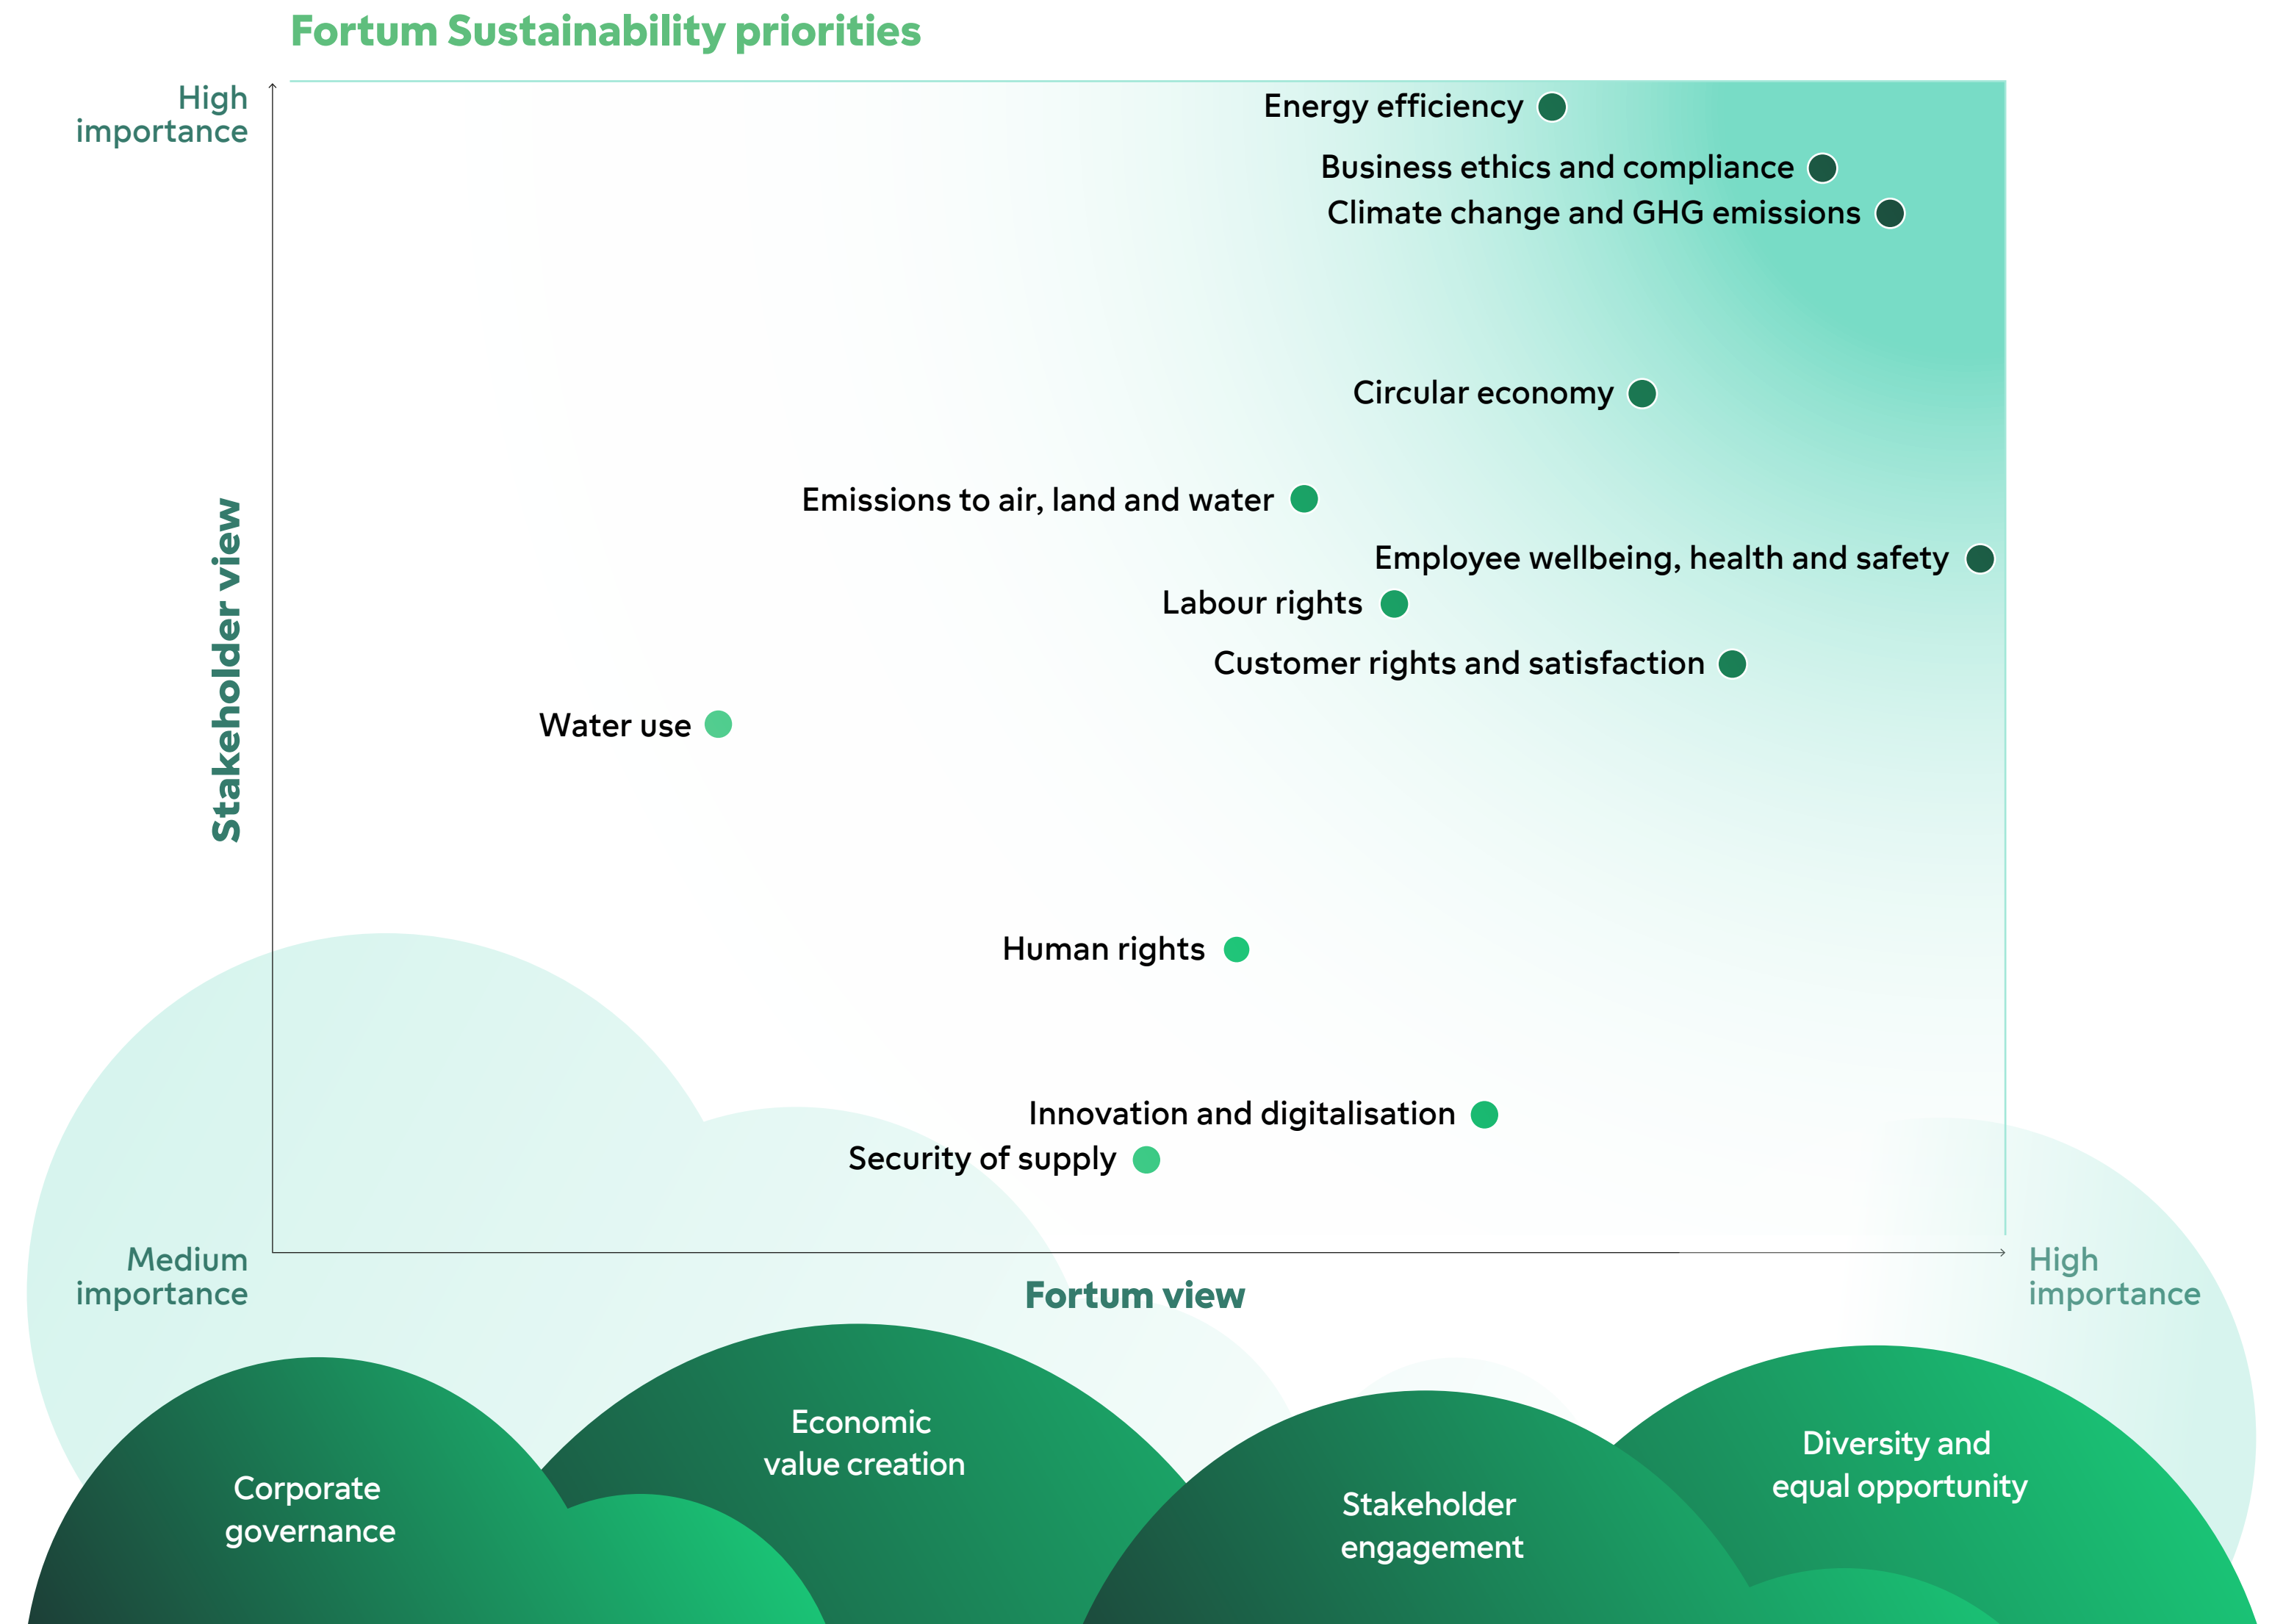 Fortum Sustainability priorities
High
importance
Energy efficiency
Business ethics and compliance
Climate change and GHG emissions
Circular economy
Emissions to air, land and water
Employee wellbeing, health and safety
Labour rights
Customer rights and satisfaction
Stakeholder view
Water use
Human rights
Innovation and digitalisation
Security of supply
Medium
importance
Fortum view
High
importance
Corporate
governance
Economic
value creation
Stakeholder
engagement
Diversity and
equal opportunity